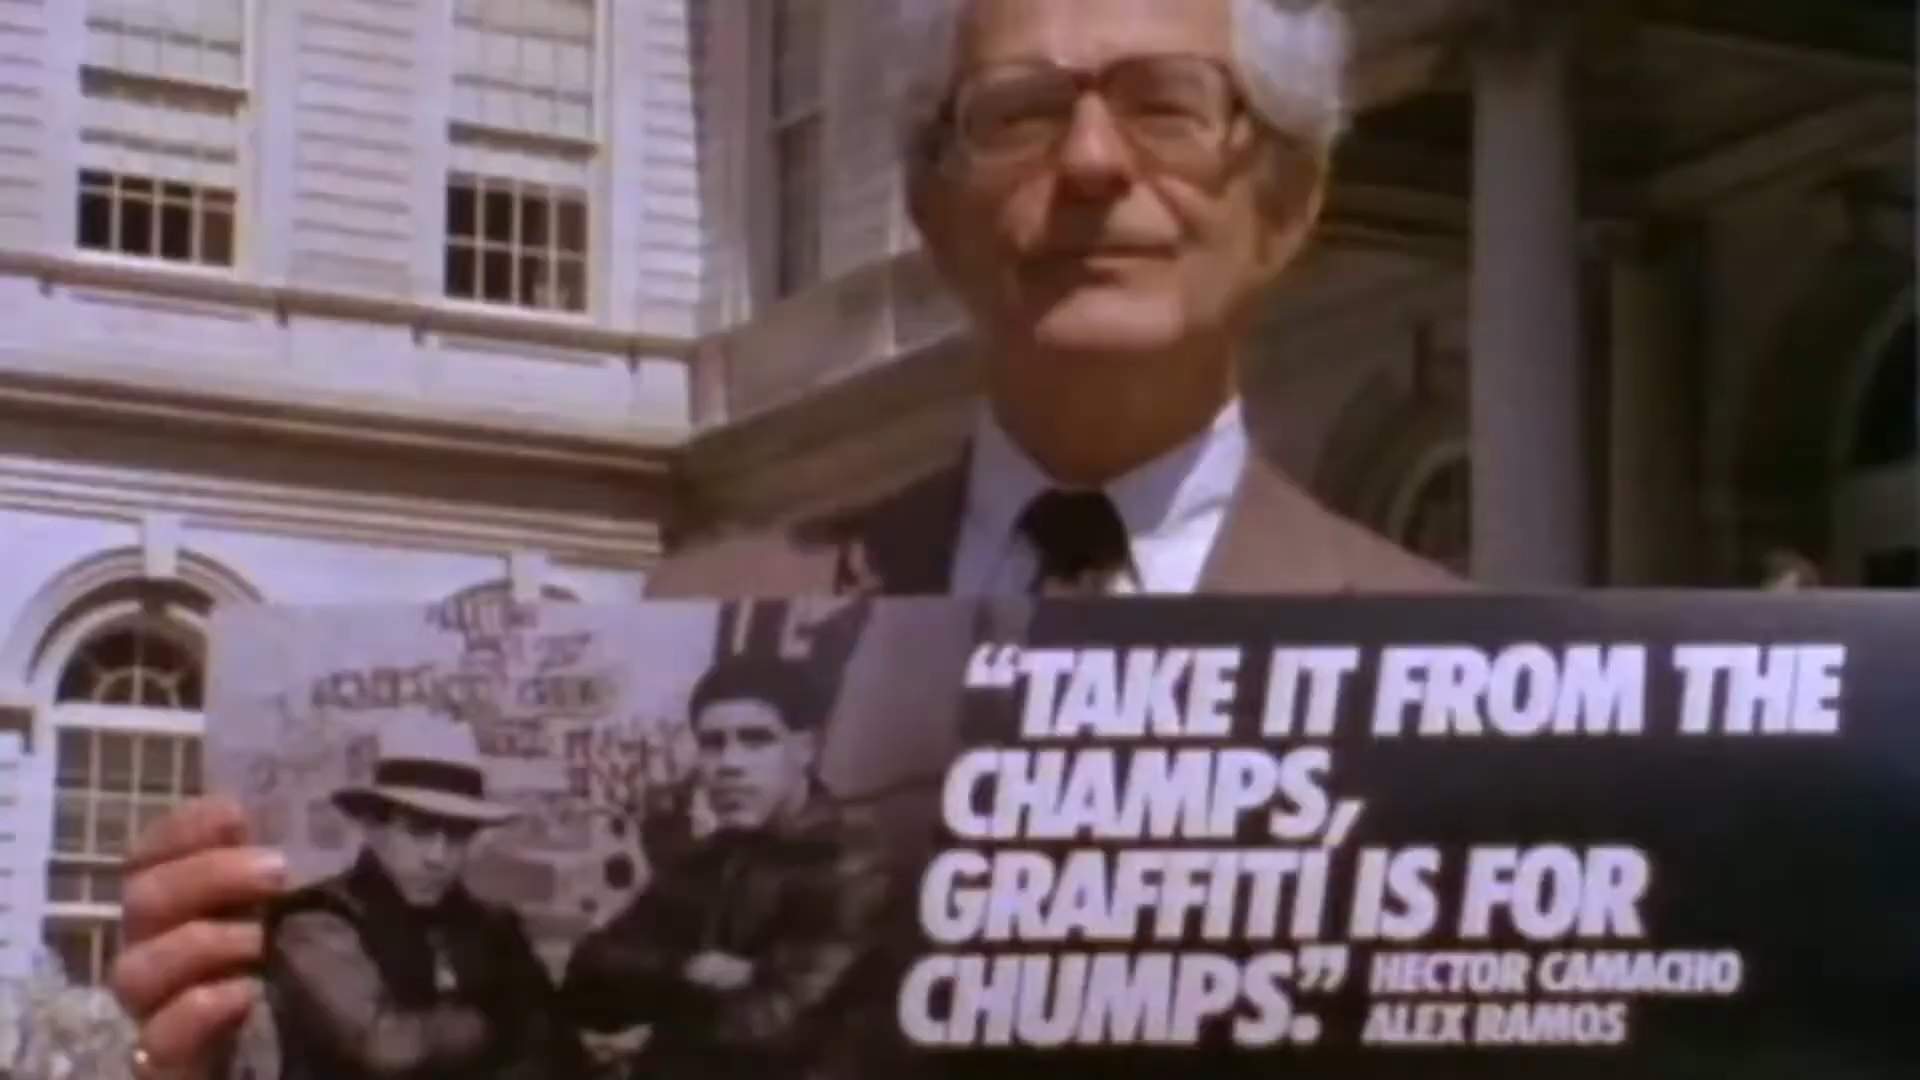 “TAKE IT FROM THE
CHAMPS,
GRAFFITI IS FOR
CHUMPS.” HECTOR CAMACHO
ALEX RAMOS